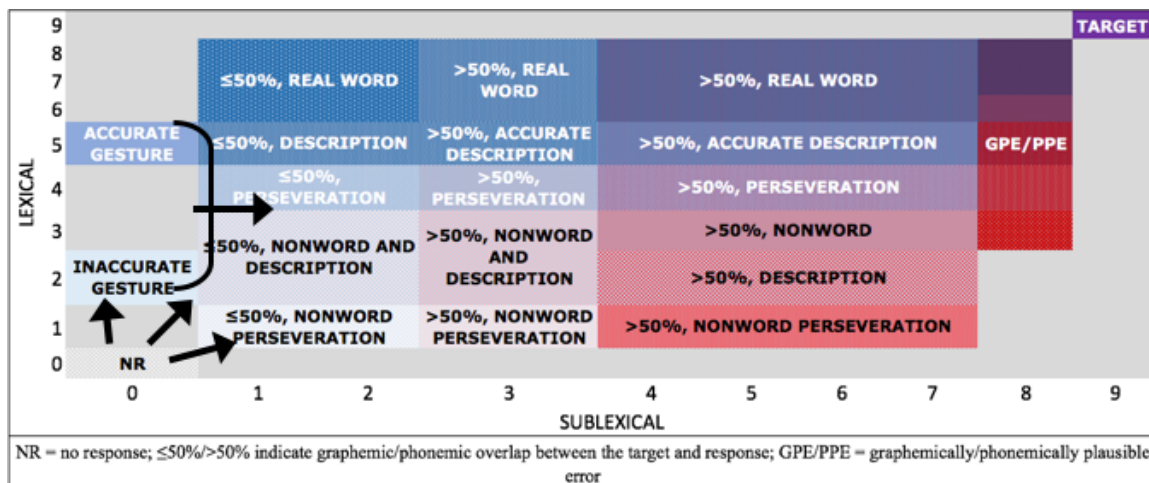 9
TARGET
8
≤50%, REAL WORD
>50%, REAL
WORD
>50%, REAL WORD
7
6
ACCURATE
GESTURE
5
≤50%, DESCRIPTION
>50%, ACCURATE
DESCRIPTION
>50%, ACCURATE DESCRIPTION
GPE/PPE
LEXICAL
4
≤50%,
PERSEVERATION
>50%,
PERSEVERATION
>50%, PERSEVERATION
3
≤50%, NONWORD AND
DESCRIPTION
>50%, NONWORD
AND
DESCRIPTION
>50%, NONWORD
INACCURATE
GESTURE
2
>50%, DESCRIPTION
1
≤50%, NONWORD
PERSEVERATION
>50%, NONWORD
PERSEVERATION
>50%, NONWORD PERSEVERATION
0
NR
0 1 2 3 4 5 6 7 8 9
SUBLEXICAL
NR = no response; ≤50%/>50% indicate graphemic/phonemic overlap between the target and response; GPE/PPE = graphemically/phonemically plausible
error